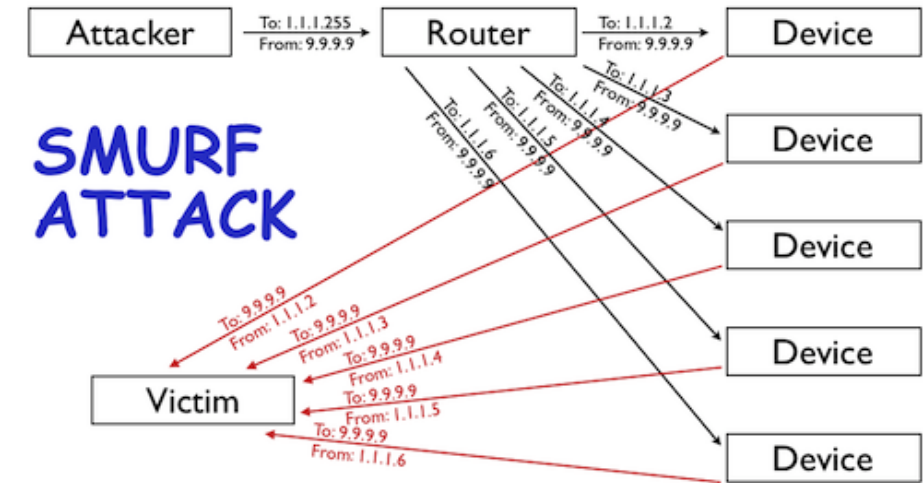 Attacker
To: 1.1.1.255
From: 9.9.9.9
Router
To: 1.1.1.2
From: 9.9.9.9
Device
To: 1.1.1.3
From: 9.9.9.9
Device
To: 1.1.1.4
From: 9.9.9.9
Device
To: 1.1.1.5
From: 9.9.9.9
Device
To: 1.1.1.6
From: 9.9.9.9
Device
SMURF
ATTACK
To: 9.9.9.9
From: 1.1.1.2
To: 9.9.9.9
From: 1.1.1.3
To: 9.9.9.9
From: 1.1.1.4
To: 9.9.9.9
From: 1.1.1.5
To: 9.9.9.9
From: 1.1.1.6
Victim